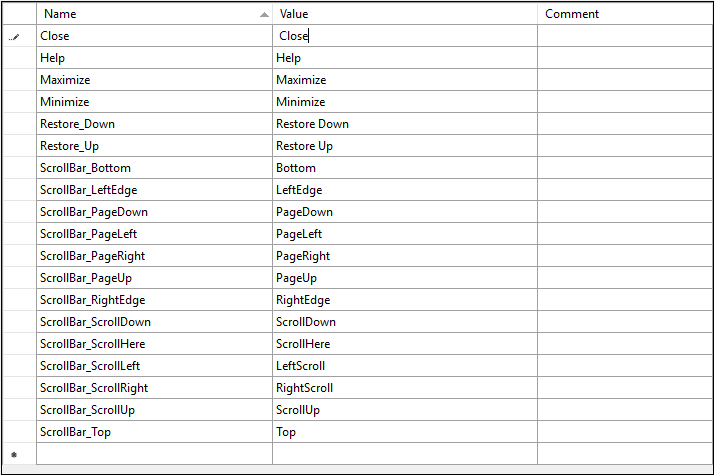 Name Value Comment
Close Close
Help Help
Maximize Maximize
Minimize Minimize
Restore_Down Restore Down
Restore_Up Restore Up
ScrollBar_Bottom Bottom
ScrollBar_LeftEdge LeftEdge
ScrollBar_PageDown PageDown
ScrollBar_PageLeft PageLeft
ScrollBar_PageRight PageRight
ScrollBar_PageUp PageUp
ScrollBar_RightEdge RightEdge
ScrollBar_ScrollDown ScrollDown
ScrollBar_ScrollHere ScrollHere
ScrollBar_ScrollLeft LeftScroll
ScrollBar_ScrollRight RightScroll
ScrollBar_ScrollUp ScrollUp
ScrollBar_Top Top